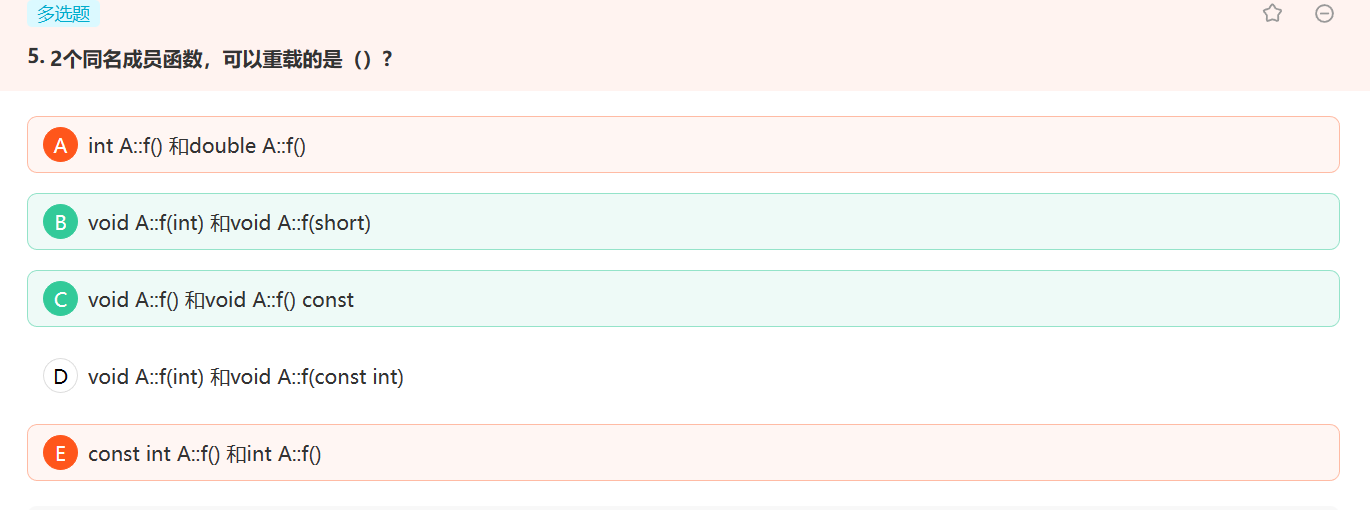 多选题
5. 2个同名成员函数，可以重载的是（）？
A int A::f() 和double A::f()
B void A::f(int) 和void A::f(short)
C void A::f() 和void A::f() const
D void A::f(int) 和void A::f(const int)
E const int A::f() 和int A::f()